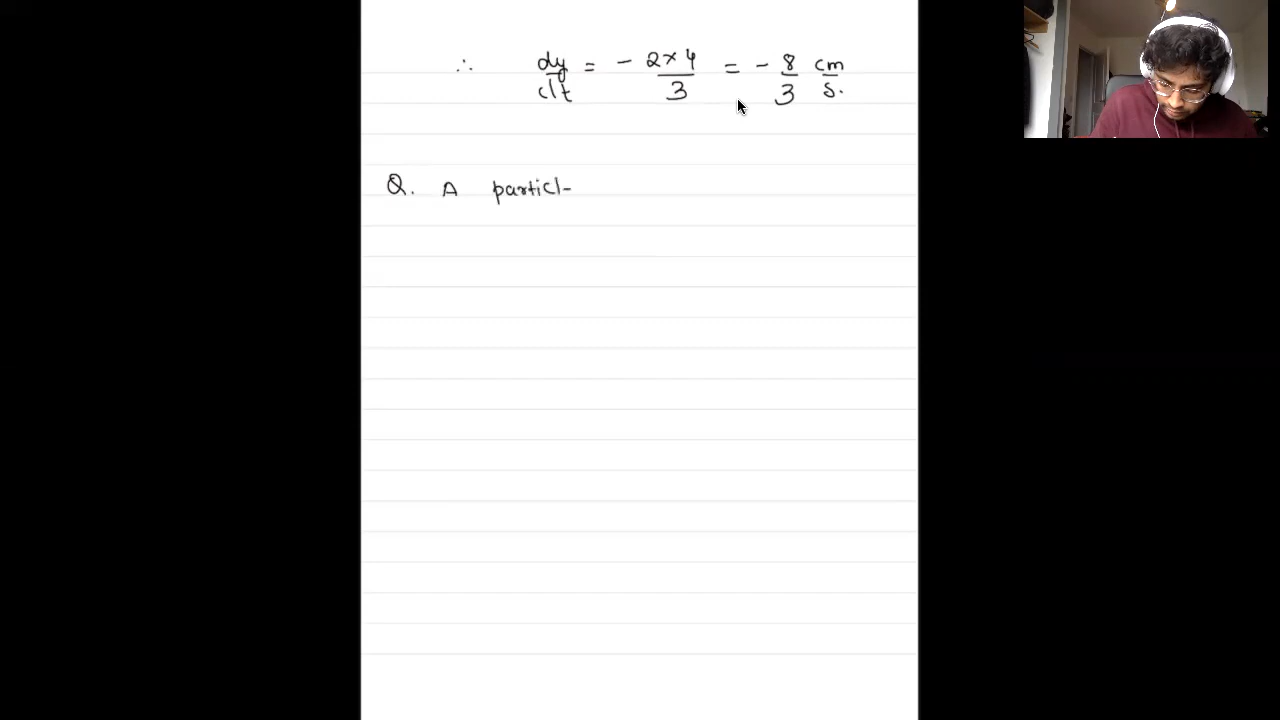 ∴ dy/dt = - 2×4/3 = - 8/3 cm/s.
Q. A particl-